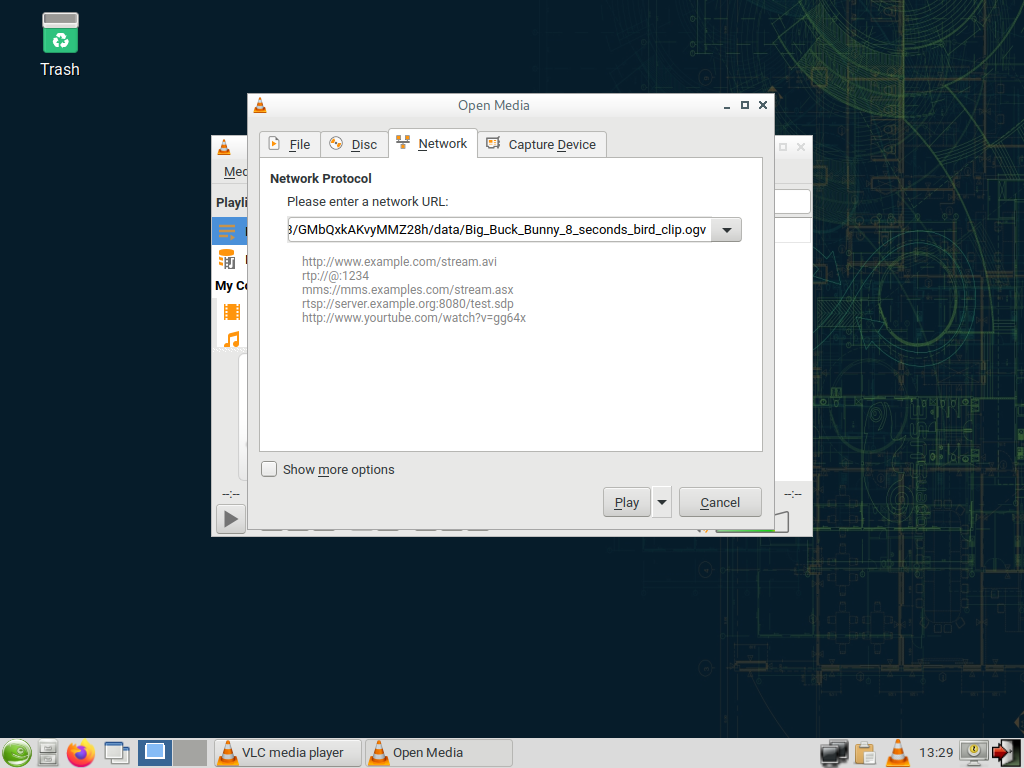 Trash
Open Media
File
Disc
Network
Capture Device
Med
Playli
Network Protocol
Please enter a network URL:
/GMbQxkAKvyMMZ28h/data/Big_Buck_Bunny_8_seconds_bird_clip.ogv
http://www.example.com/stream.avi
rtp://@:1234
mms://mms.examples.com/stream.asx
rtsp://server.example.org:8080/test.sdp
http://www.yourtube.com/watch?v=gg64x
My Co
Show more options
--:--
--:--
Play
Cancel
VLC media player
Open Media
13:29